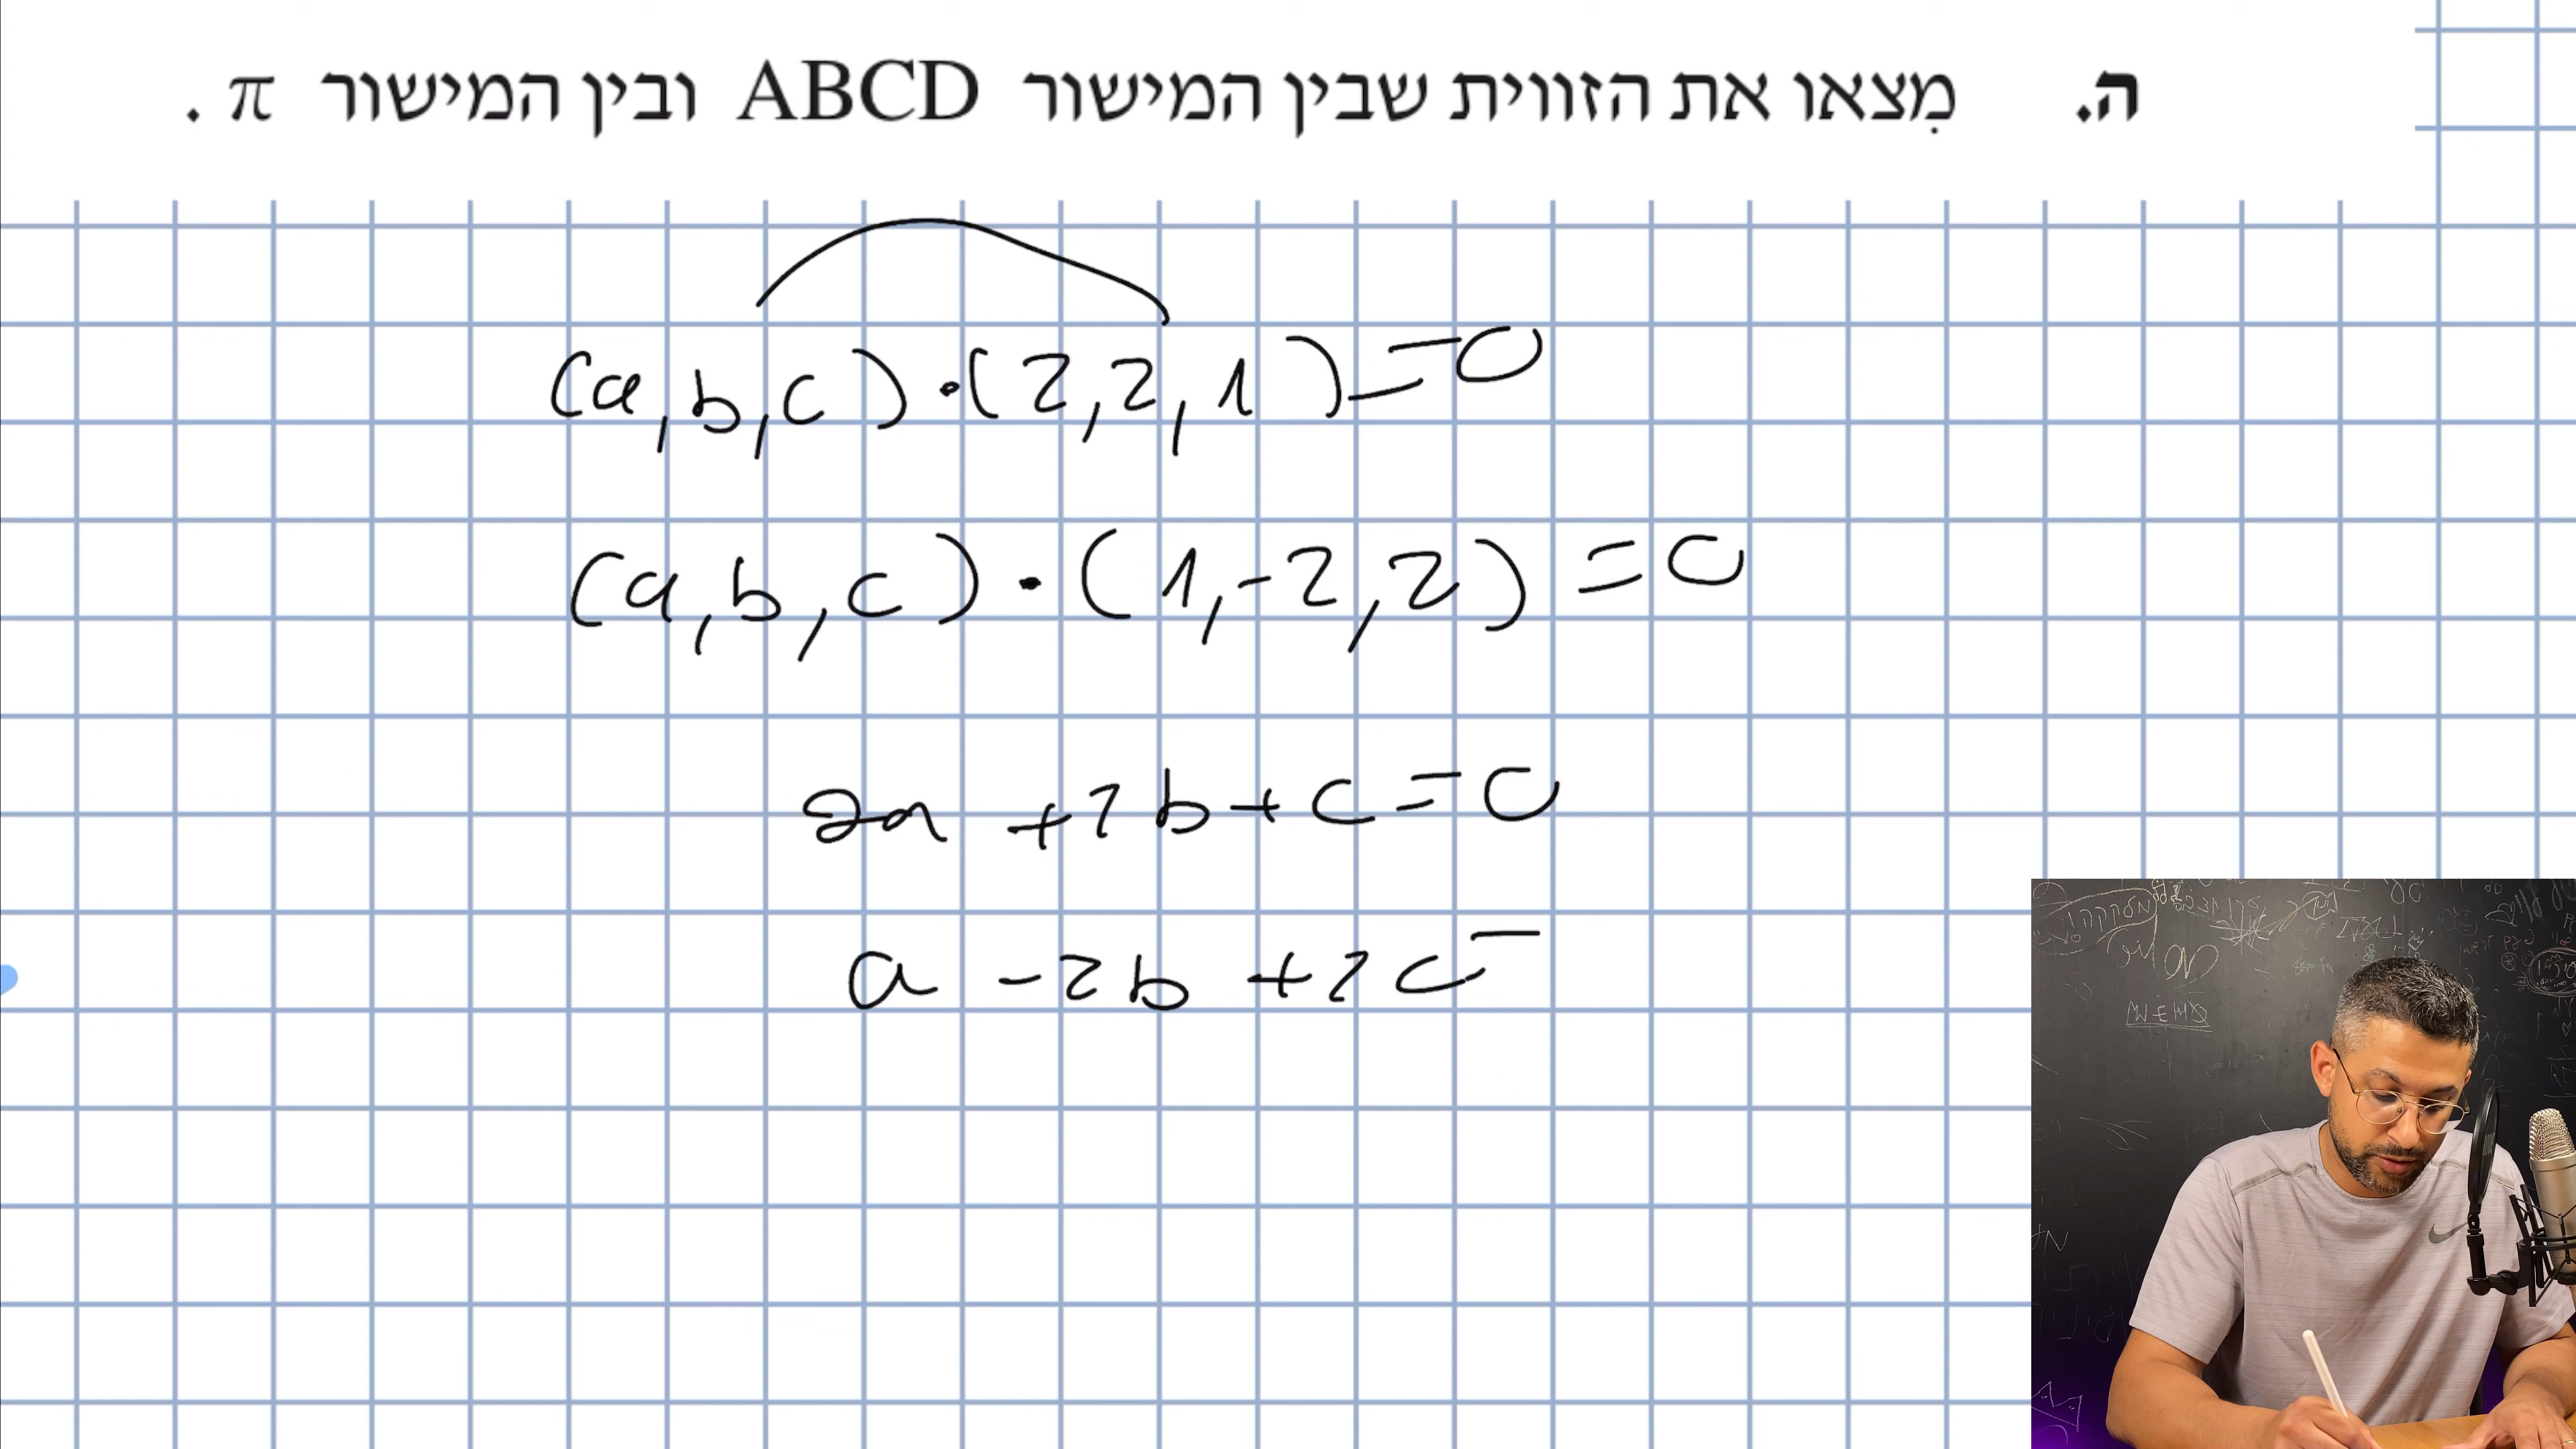 ה. מִצאו את הזווית שבין המישור ABCD ובין המישור π .
(a,b,c)·(2,2,1)=0
(a,b,c)·(1,-2,2)=0
2a+2b+c=0
a-2b+2c